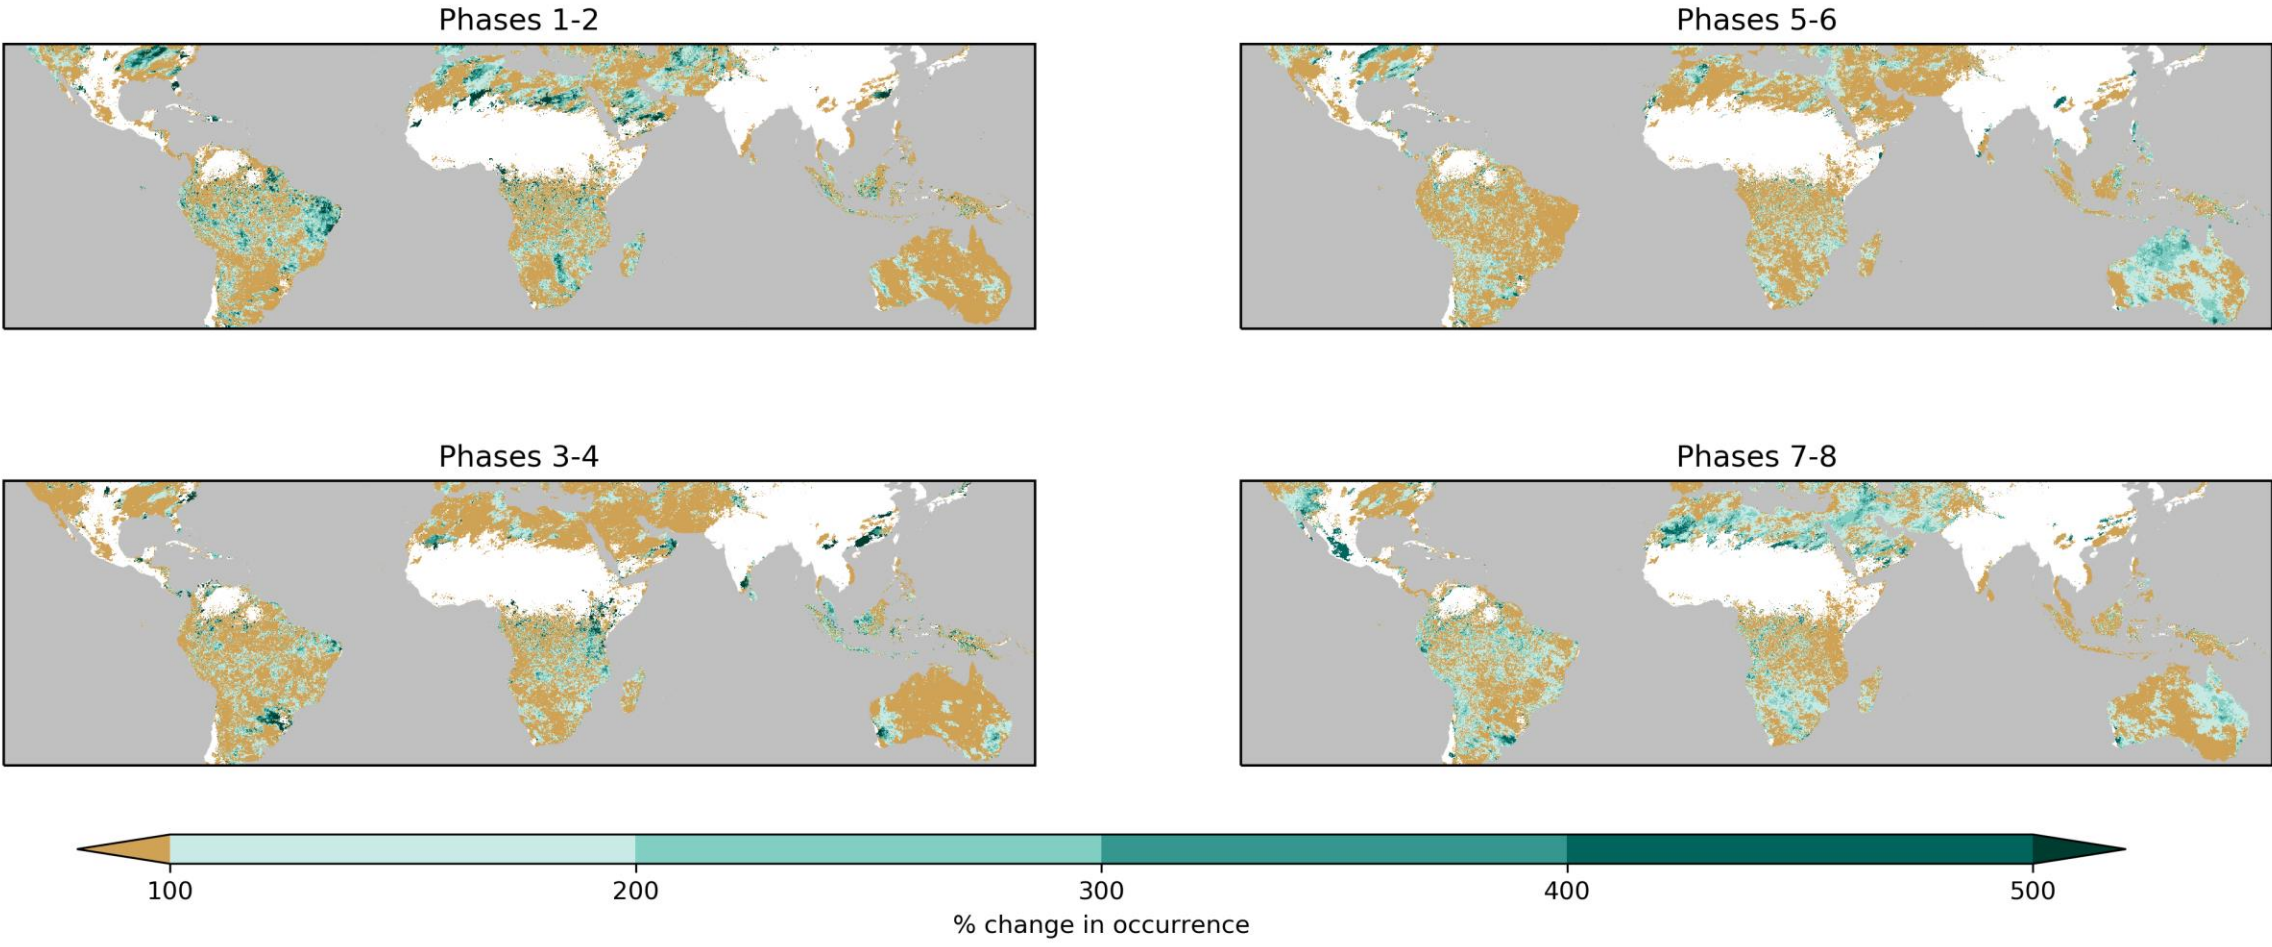 Phases 1-2
Phases 5-6
Phases 3-4
Phases 7-8
100 200 300 400 500
% change in occurrence